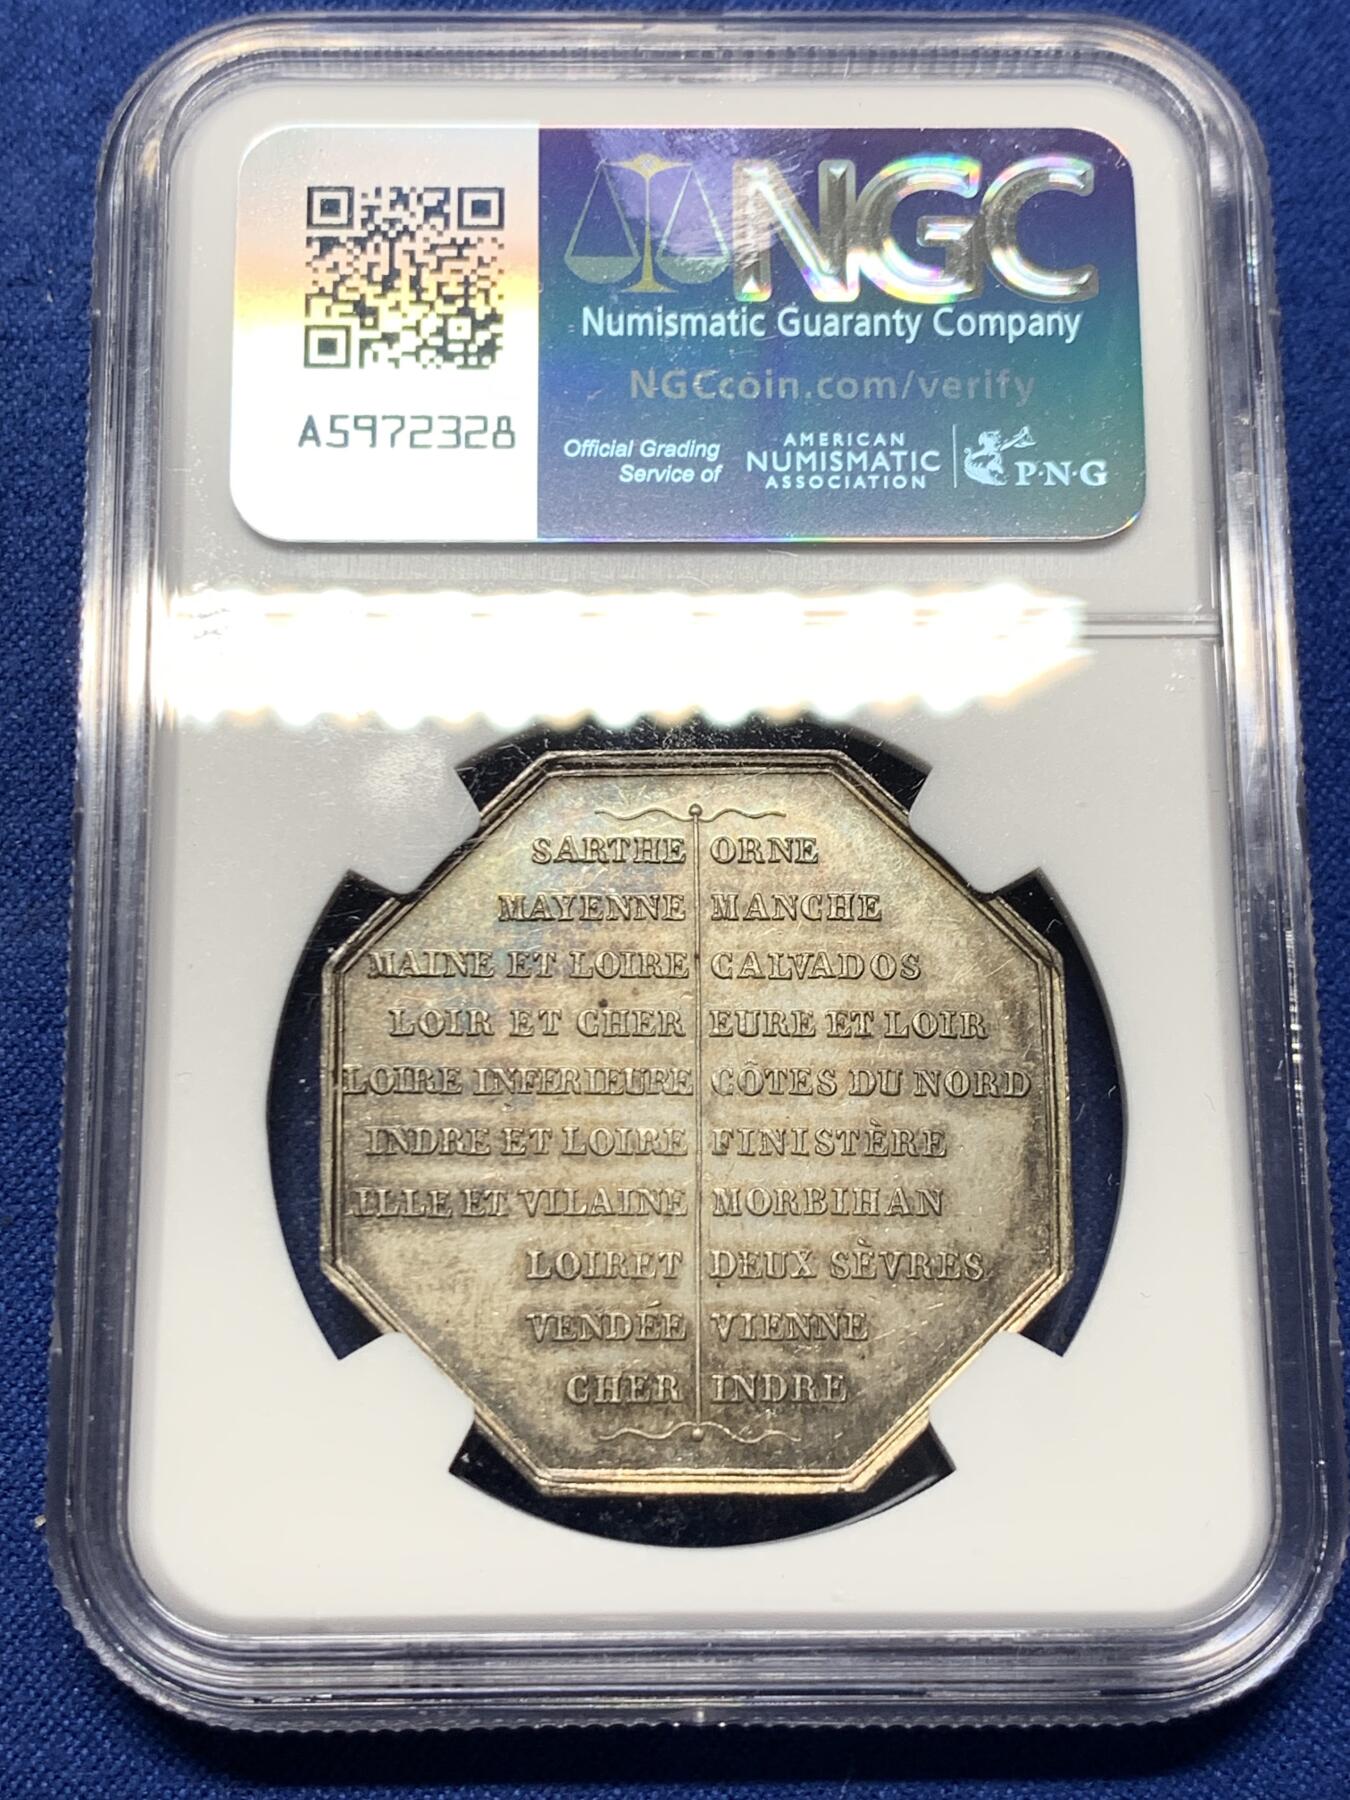 NGC
Numismatic Guaranty Company
NGCcoin.com/verify
A5972328
Official Grading
Service of
AMERICAN
NUMISMATIC
ASSOCIATION
P·N·G
SARTHE ORNE
MAYENNE MANCHE
MAINE ET LOIRE CALVADOS
LOIR ET CHER EURE ET LOIR
LOIRE INFERIEURE CÔTES DU NORD
INDRE ET LOIRE FINISTÈRE
ILLE ET VILAINE MORBIHAN
LOIRET DEUX SÈVRES
VENDÉE VIENNE
CHER INDRE